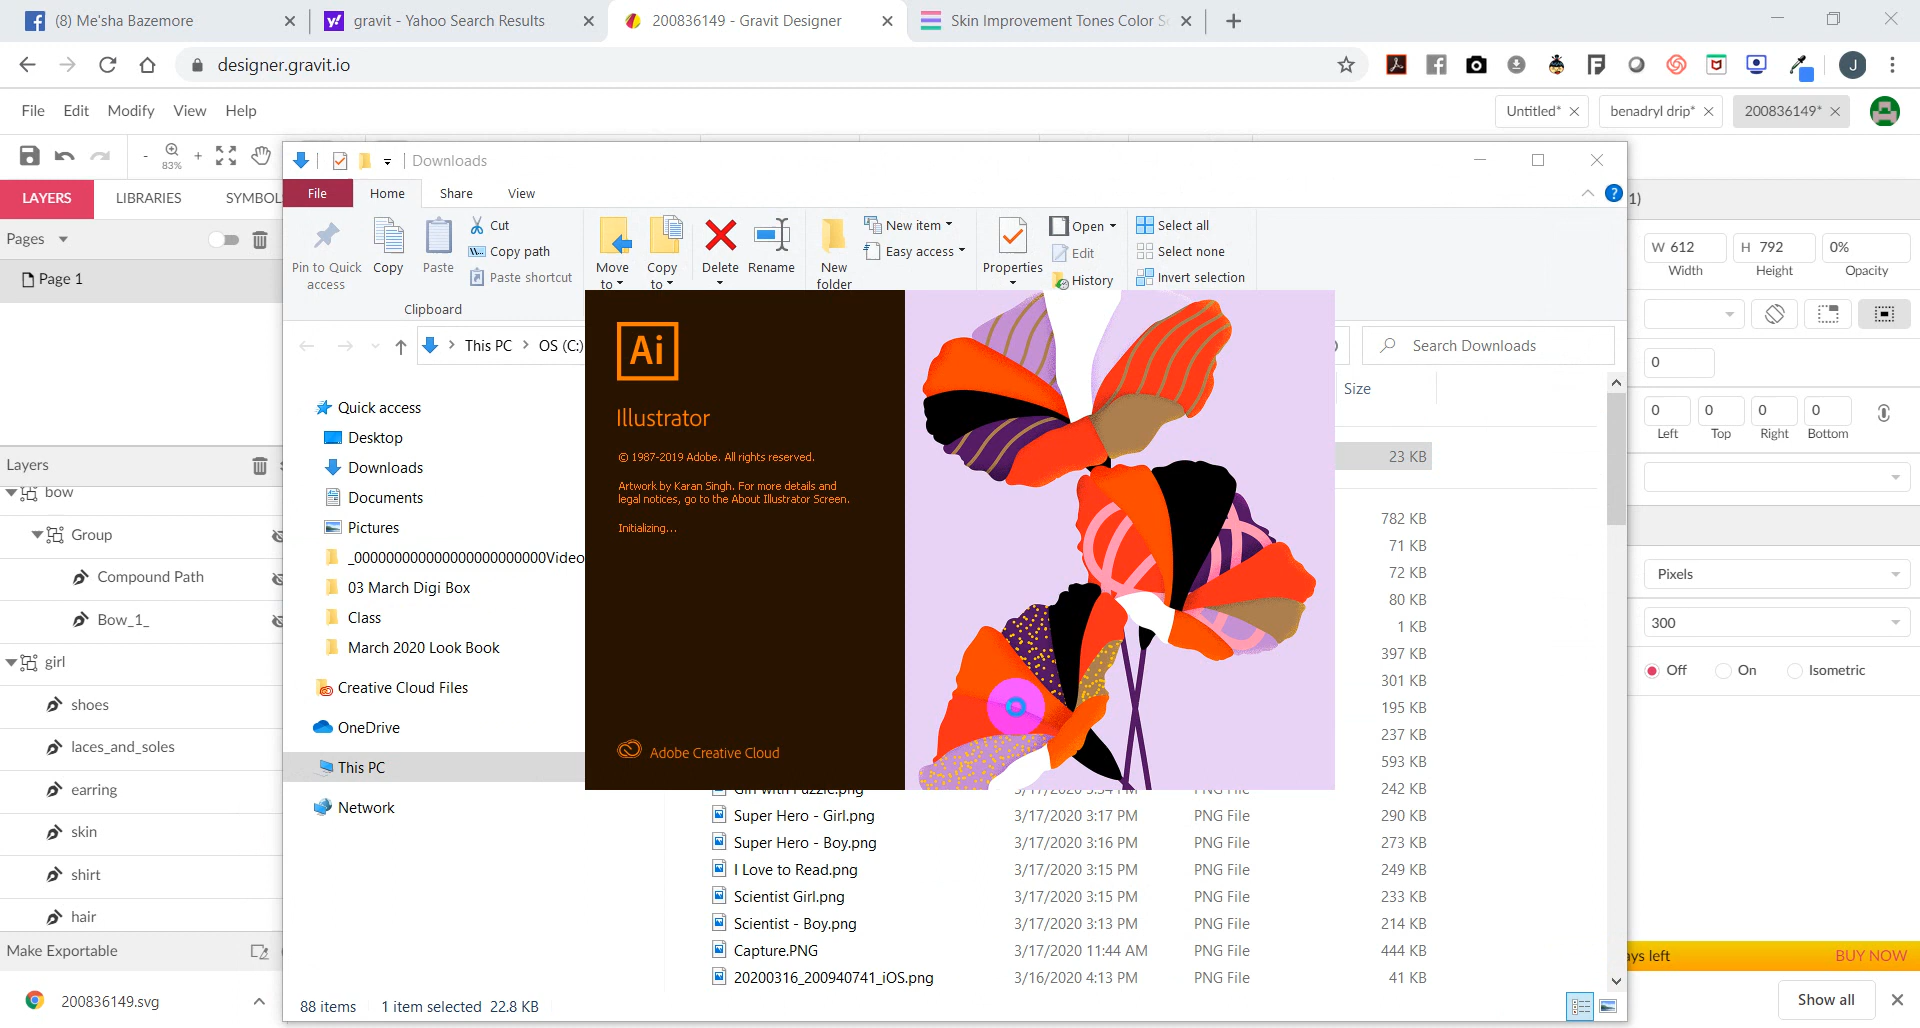 (8) Me'sha Bazemore
gravit - Yahoo Search Results
200836149 - Gravit Designer
Skin Improvement Tones Color
designer.gravit.io
J
File Edit Modify View Help
Untitled*
benadryl drip*
200836149*
83%
Downloads
LAYERS
LIBRARIES
SYMBOL
File Home Share View
Pages
Page 1
Pin to Quick access
Copy
Paste
Cut
Copy path
Paste shortcut
Clipboard
Move to
Copy to
Delete
Rename
New folder
New item
Easy access
Properties
Open
Edit
History
Select all
Select none
Invert selection
1)
W 612
Width
H 792
Height
0%
Opacity
This PC
OS (C:)
Search Downloads
0
0 0 0 0
Left Top Right Bottom
Size
Quick access
Desktop
Downloads
Documents
Pictures
03 March Digi Box
Class
March 2020 Look Book
Creative Cloud Files
OneDrive
This PC
Network
Ai
Illustrator
© 1987-2019 Adobe. All rights reserved.
Artwork by Karan Singh. For more details and
legal notices, go to the About Illustrator Screen.
Initializing...
Adobe Creative Cloud
23 KB
782 KB
71 KB
72 KB
80 KB
1 KB
397 KB
301 KB
195 KB
237 KB
593 KB
242 KB
Super Hero - Girl.png 3/17/2020 3:17 PM PNG File 290 KB
Super Hero - Boy.png 3/17/2020 3:16 PM PNG File 273 KB
I Love to Read.png 3/17/2020 3:15 PM PNG File 249 KB
Scientist Girl.png 3/17/2020 3:15 PM PNG File 233 KB
Scientist - Boy.png 3/17/2020 3:13 PM PNG File 214 KB
Capture.PNG 3/17/2020 11:44 AM PNG File 444 KB
20200316_200940741_iOS.png 3/16/2020 4:13 PM PNG File 41 KB
88 items 1 item selected 22.8 KB
Layers
bow
Group
Compound Path
Bow_1_
girl
shoes
laces_and_soles
earring
skin
shirt
hair
Make Exportable
200836149.svg
Pixels
300
Off On Isometric
ays left
BUY NOW
Show all